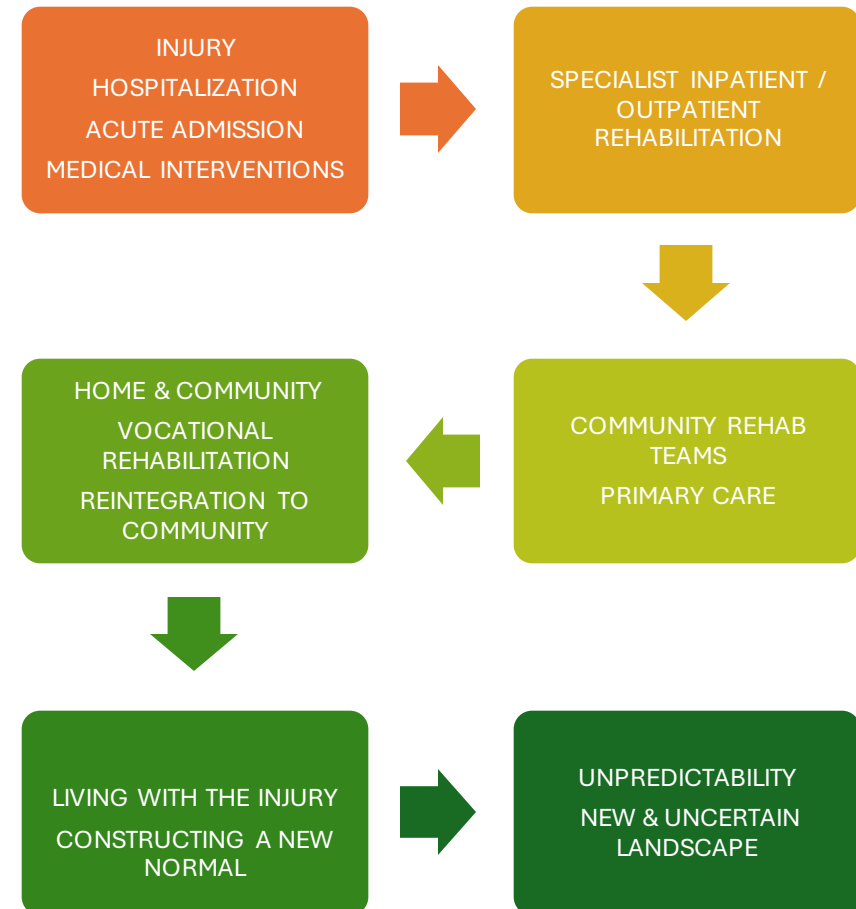 INJURY
HOSPITALIZATION
ACUTE ADMISSION
MEDICAL INTERVENTIONS
SPECIALIST INPATIENT /
OUTPATIENT
REHABILITATION
COMMUNITY REHAB
TEAMS
PRIMARY CARE
HOME & COMMUNITY
VOCATIONAL
REHABILITATION
REINTEGRATION TO
COMMUNITY
LIVING WITH THE INJURY
CONSTRUCTING A NEW
NORMAL
UNPREDICTABILITY
NEW & UNCERTAIN
LANDSCAPE